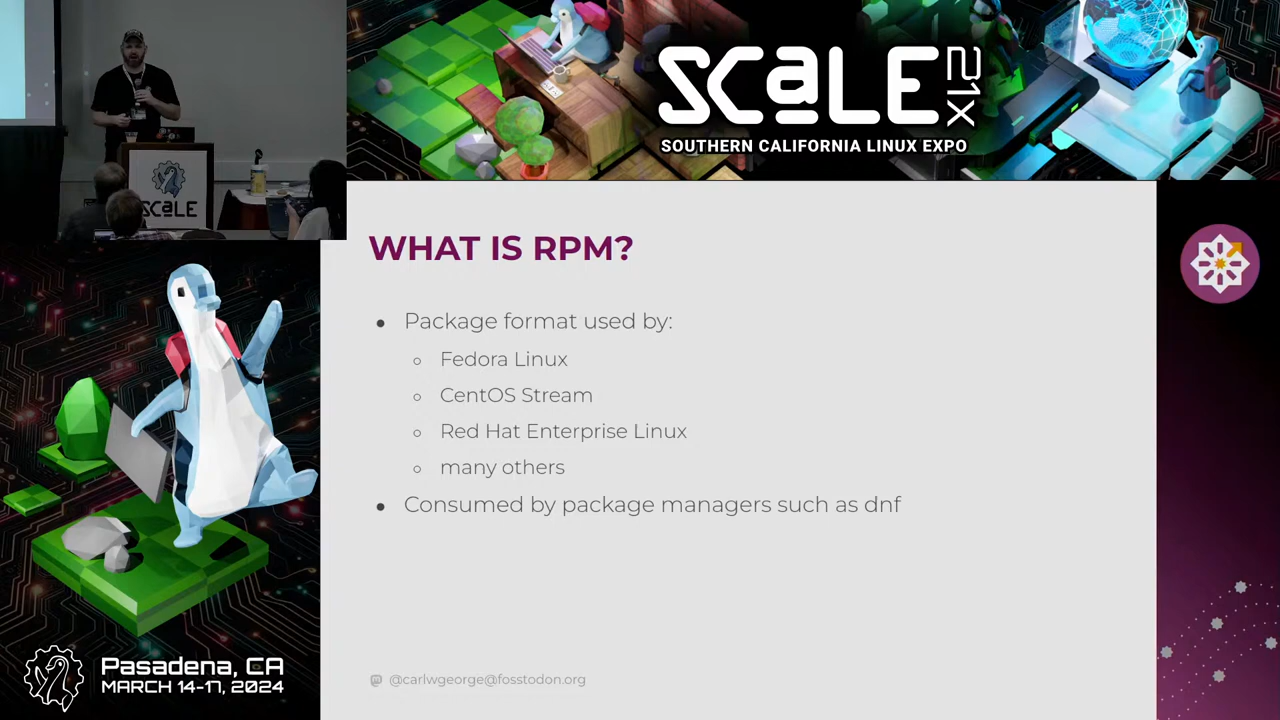 SCaLE 21x
SOUTHERN CALIFORNIA LINUX EXPO
SCaLE
WHAT IS RPM?
Package format used by:
Fedora Linux
CentOS Stream
Red Hat Enterprise Linux
many others
Consumed by package managers such as dnf
@carlwgeorge@fosstodon.org
Pasadena, CA
MARCH 14-17, 2024